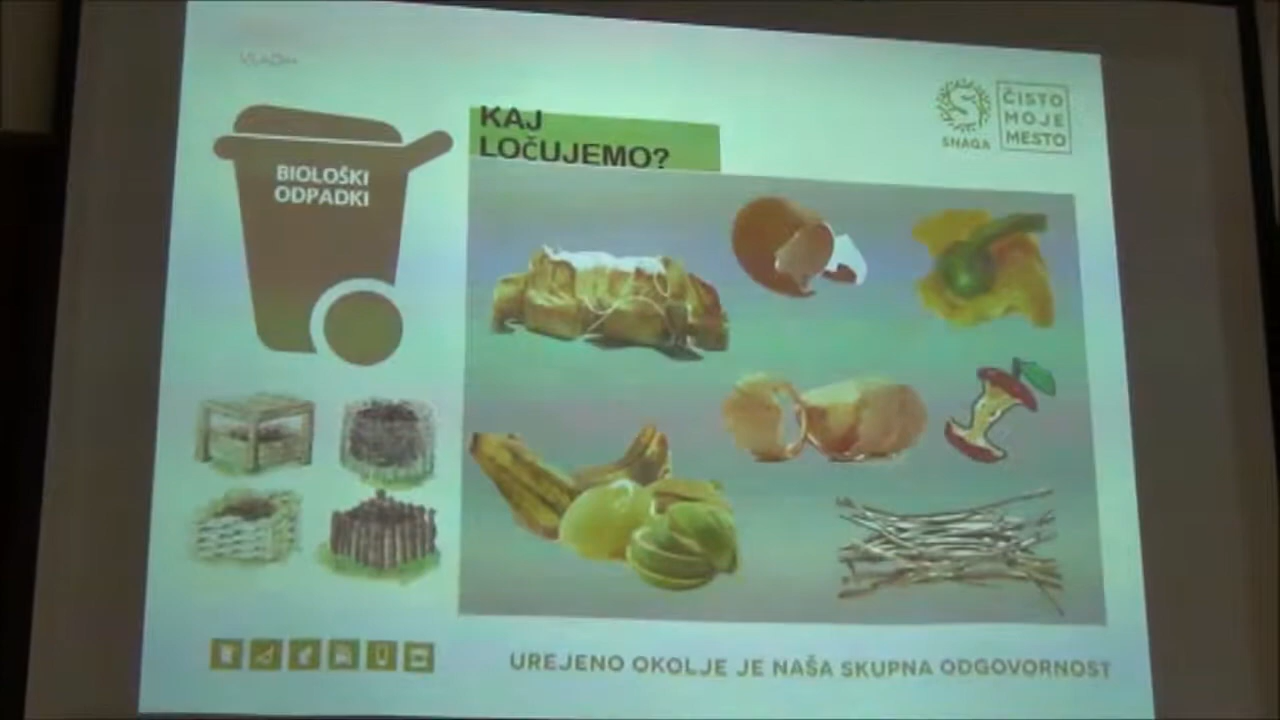 KAJ
LOČUJEMO?
BIOLOŠKI
ODPADKI
SNAGA
ČISTO
MOJE
MESTO
UREJENO OKOLJE JE NAŠA SKUPNA ODGOVORNOST